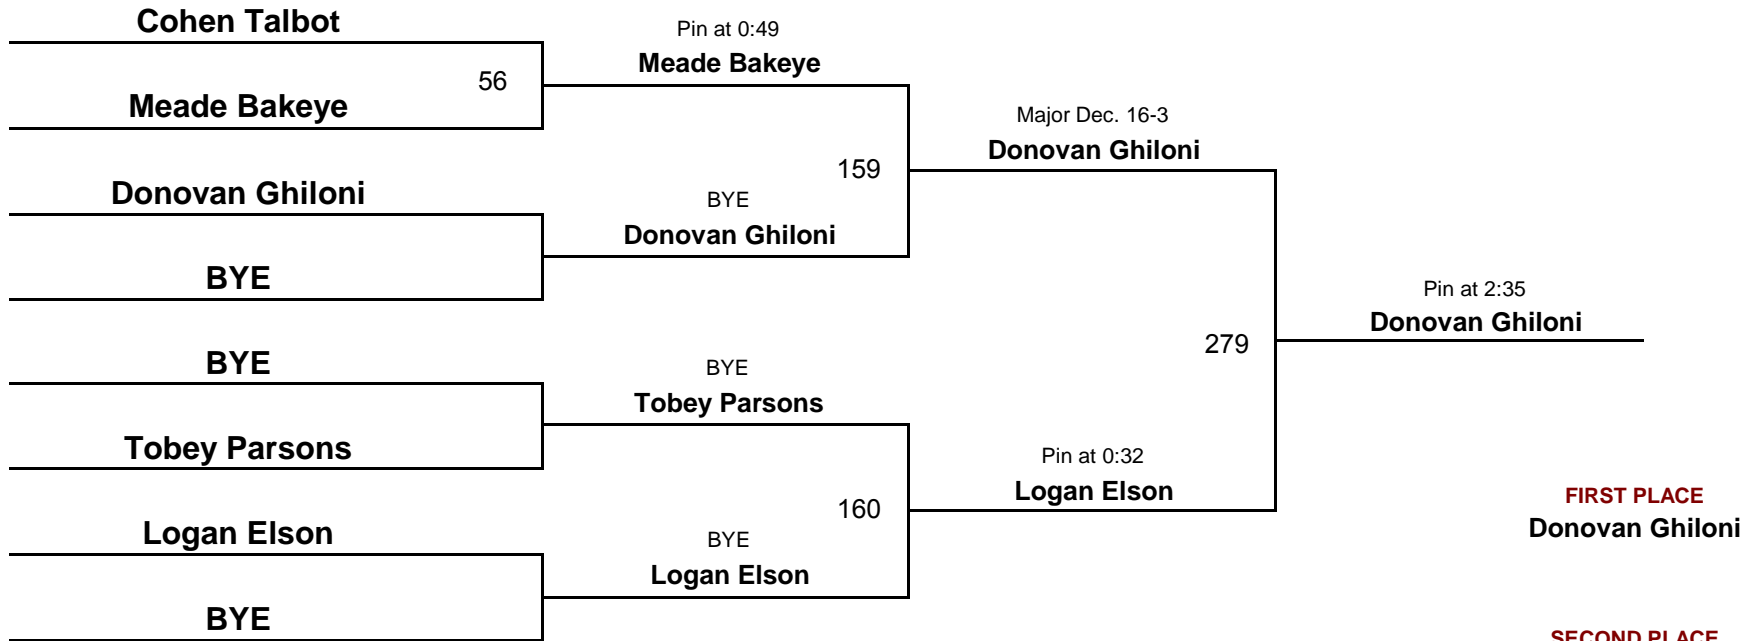 Cohen Talbot
56
Meade Bakeye
Donovan Ghiloni
BYE
BYE
Tobey Parsons
Logan Elson
BYE
Pin at 0:49
Meade Bakeye
159
BYE
Donovan Ghiloni
BYE
Tobey Parsons
160
BYE
Logan Elson
Major Dec. 16-3
Donovan Ghiloni
279
Pin at 0:32
Logan Elson
Pin at 2:35
Donovan Ghiloni
FIRST PLACE
Donovan Ghiloni
SECOND PLACE